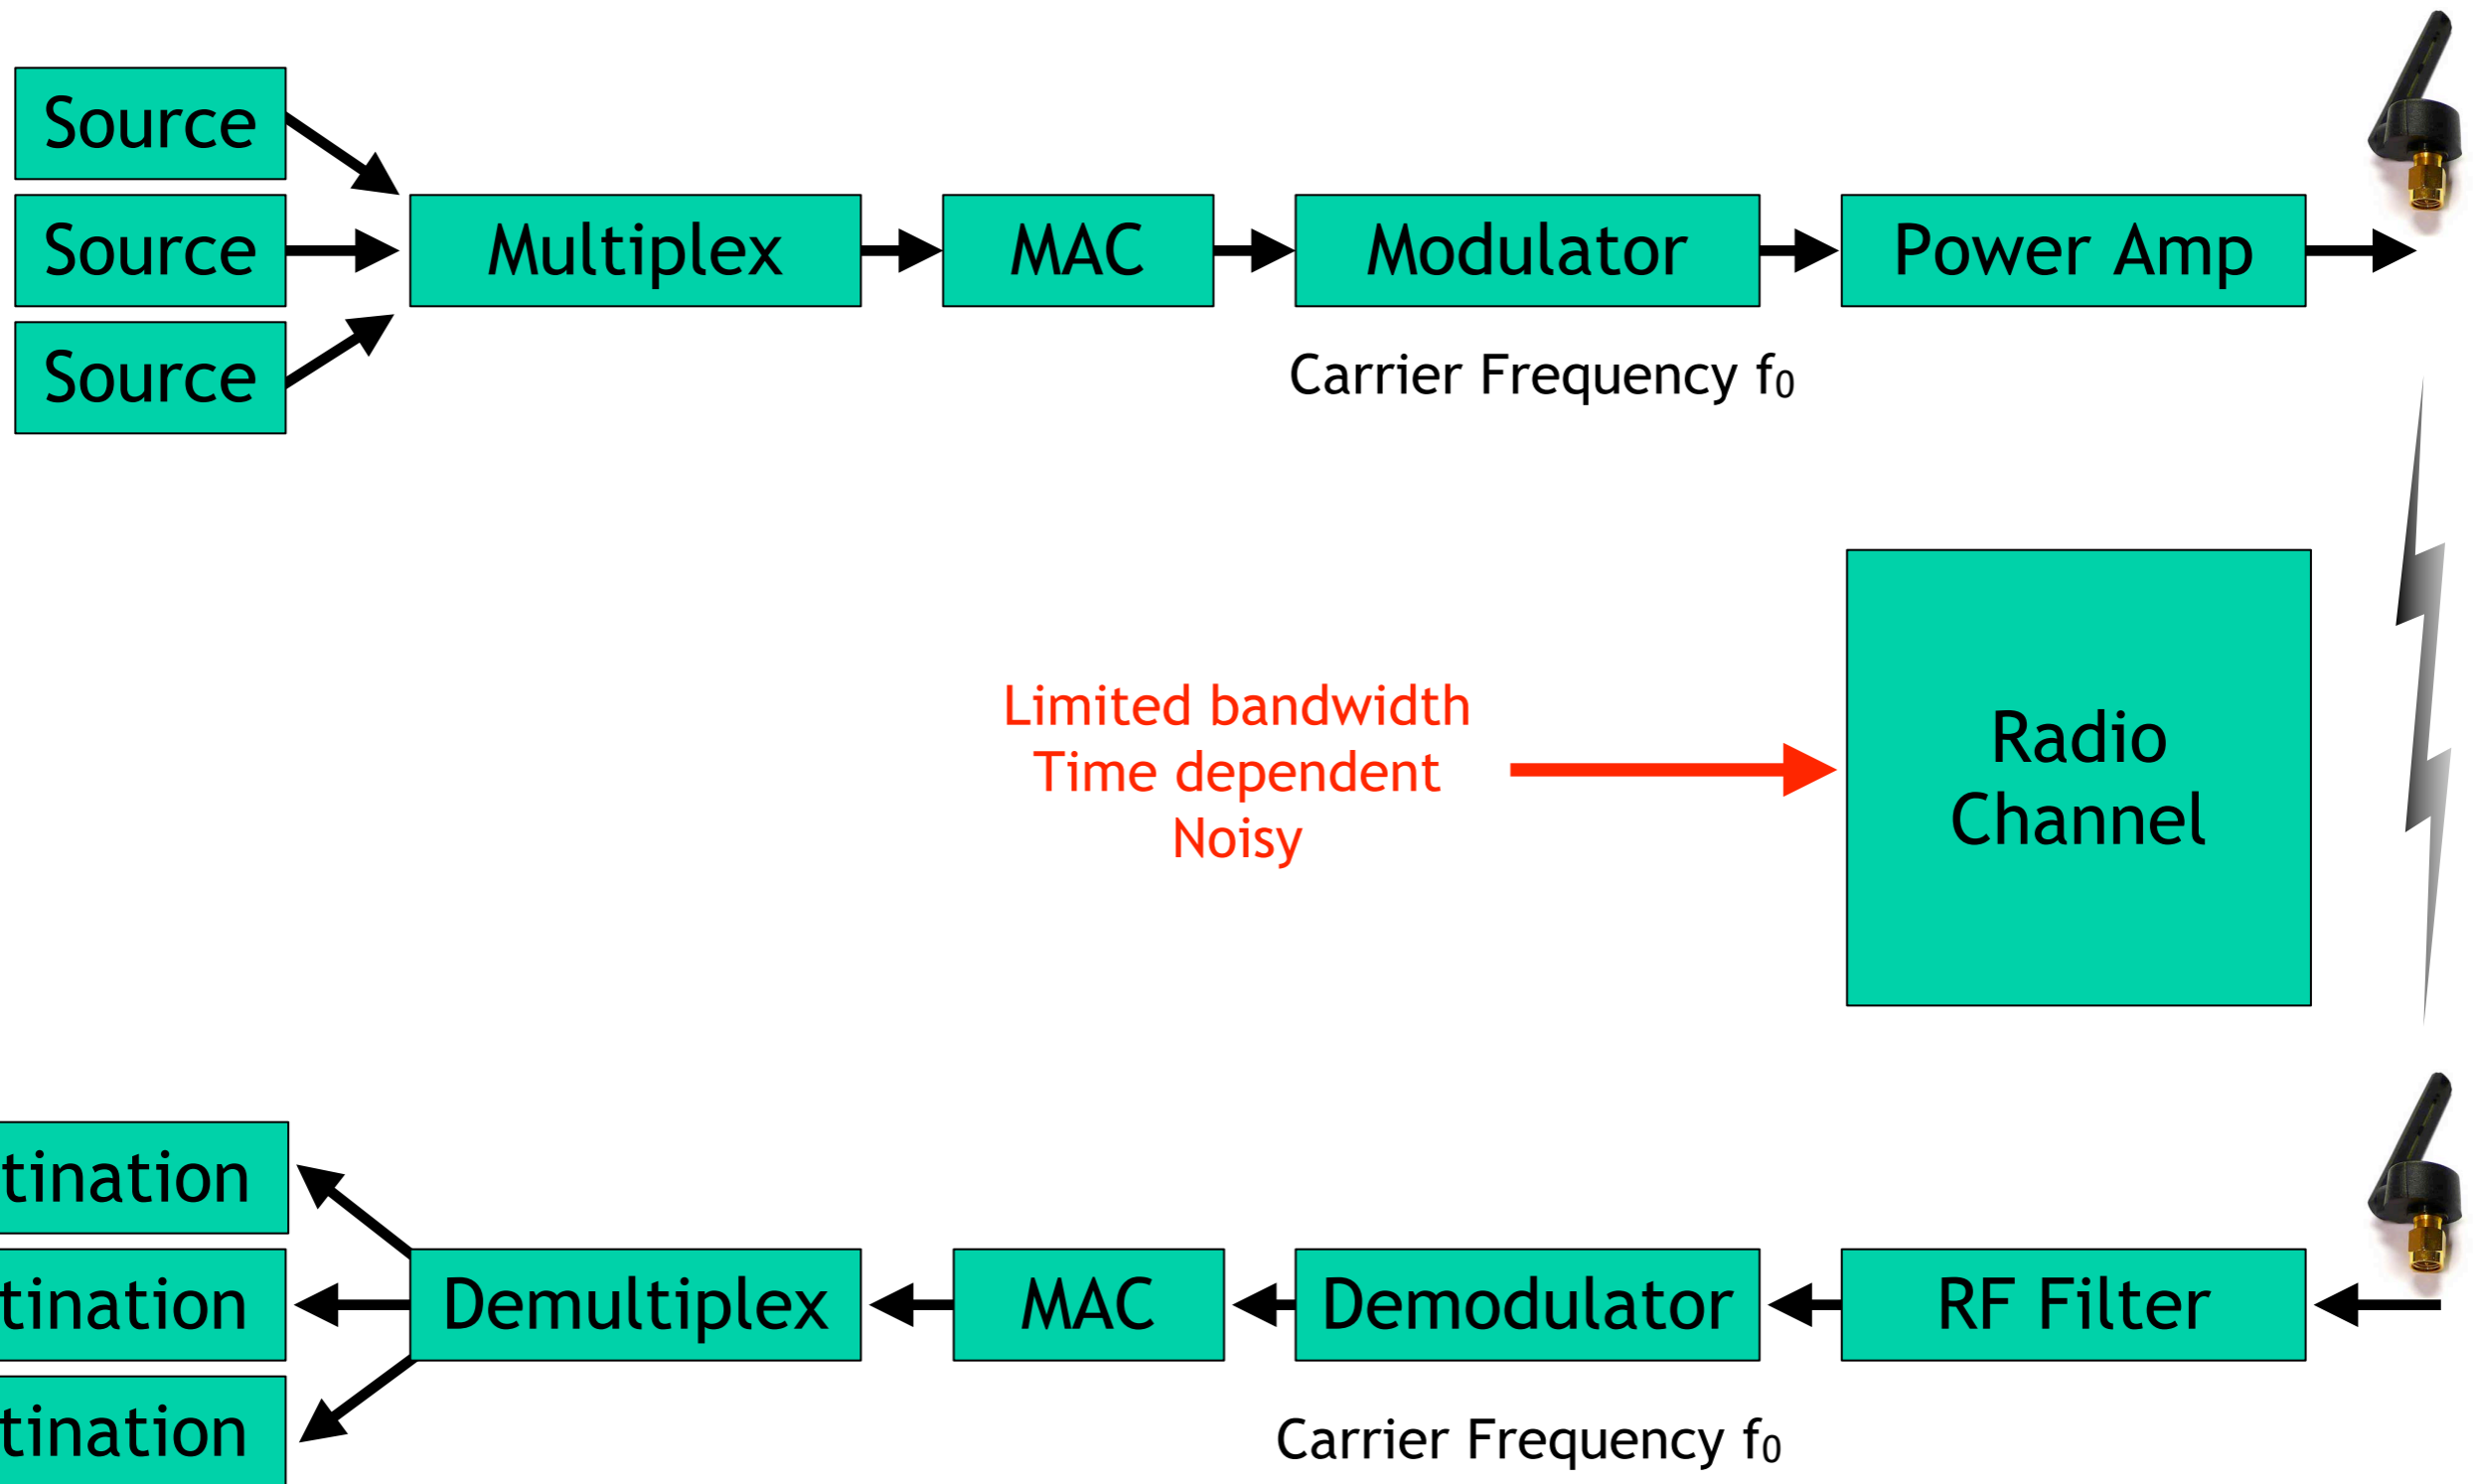 Source
Source
Multiplex
MAC
Modulator
Power Amp
Source
Carrier Frequency f₀
Limited bandwidth
Time dependent
Noisy
Radio
Channel
tination
tination
Demultiplex
MAC
Demodulator
RF Filter
tination
Carrier Frequency f₀